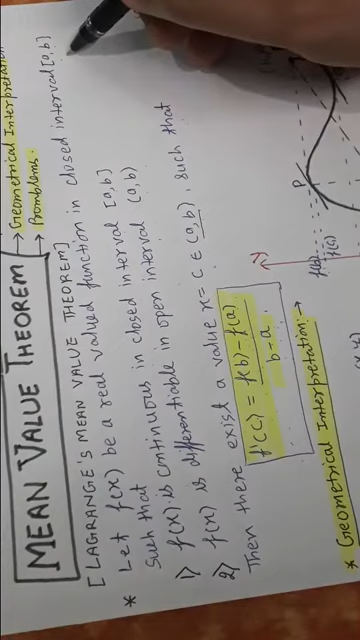 MEAN VALUE THEOREM
→ Geometrical Interpretation
→ Bromblems.
[LAGRANGE'S MEAN VALUE THEOREM]
* Let f(x) be a real valued function in closed interval [a,b]
Such that
1) f(x) is continuous in closed interval [a,b]
2) f(x) is differentiable in open interval (a,b)
Then there exist a value x = c ∈ (a,b), such that
f'(c) = f(b) - f(a)
b - a
* Geometrical Interpretation: →
y
f(b)
f(c)
P